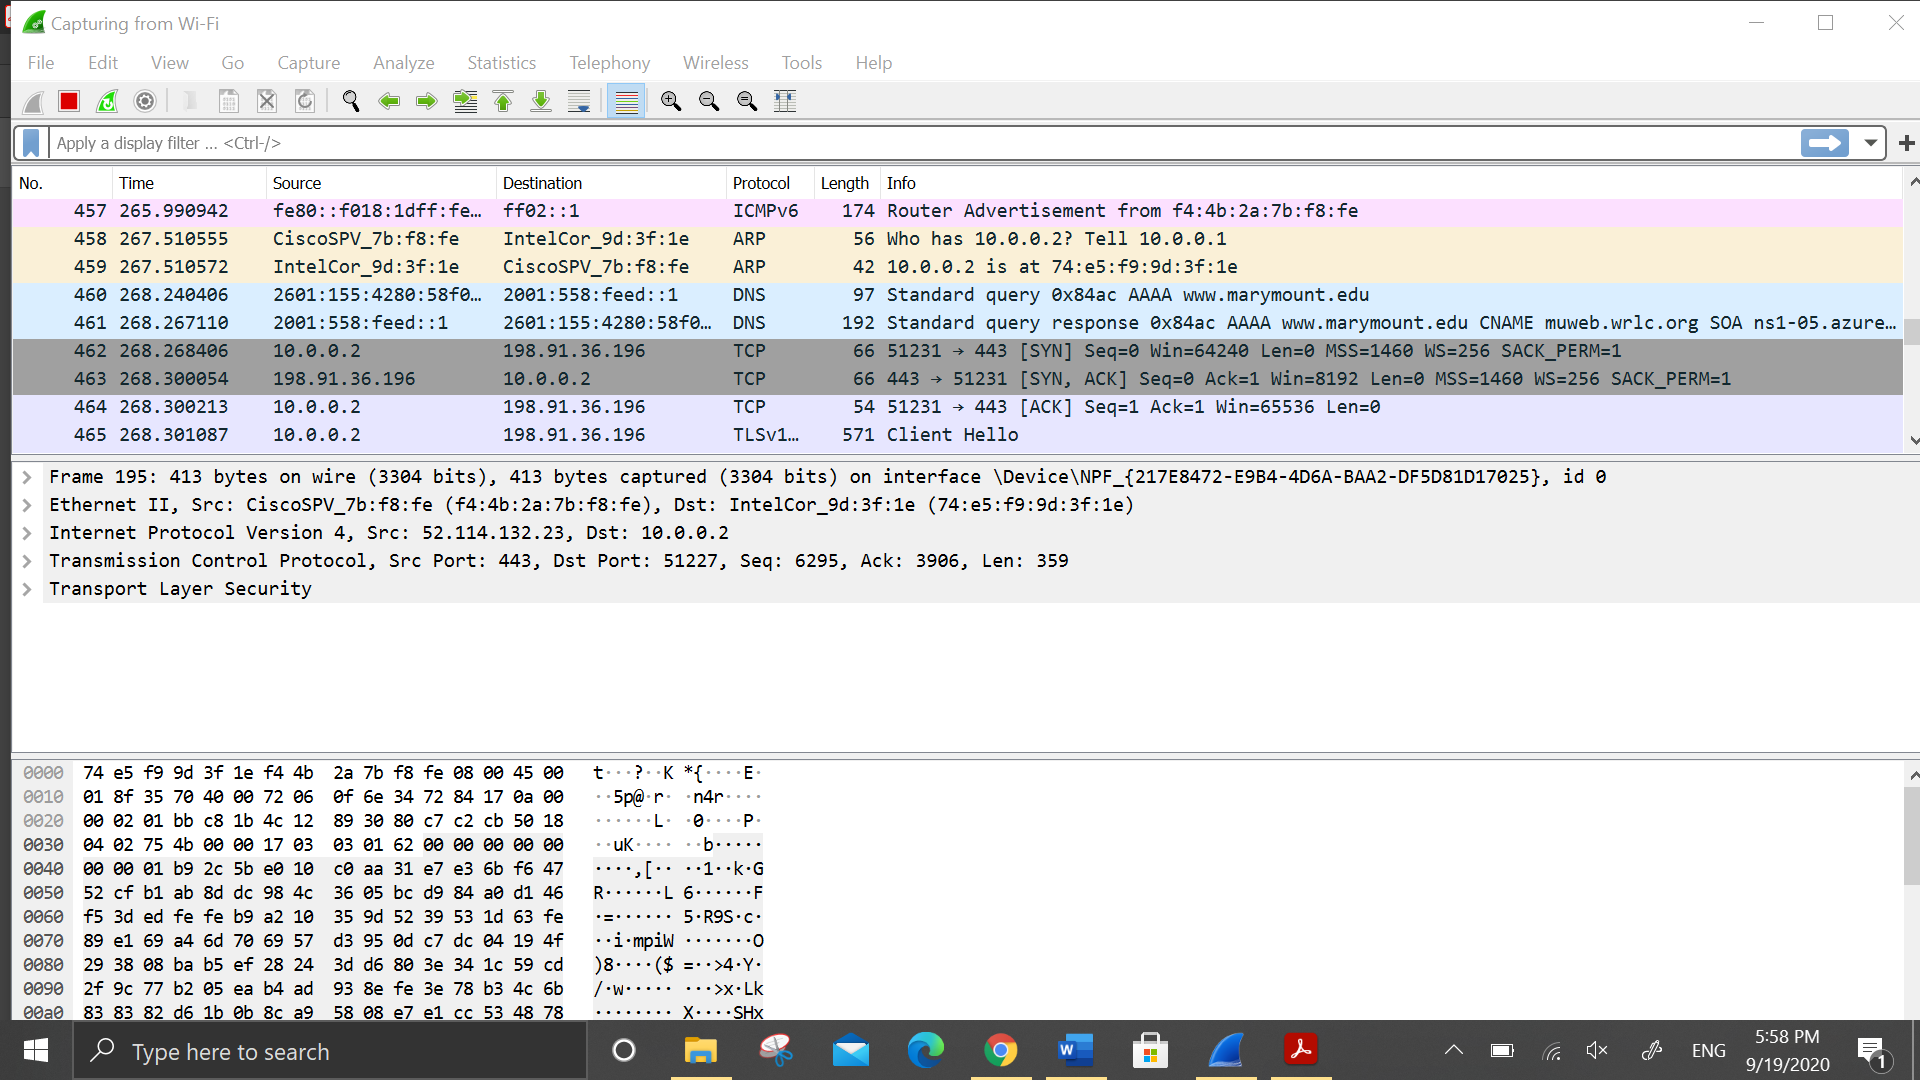 Capturing from Wi-Fi
File Edit View Go Capture Analyze Statistics Telephony Wireless Tools Help
Apply a display filter ... <Ctrl-/>
No. Time Source Destination Protocol Length Info
457 265.990942 fe80::f018:1dff:fe… ff02::1 ICMPv6 174 Router Advertisement from f4:4b:2a:7b:f8:fe
458 267.510555 CiscoSPV_7b:f8:fe IntelCor_9d:3f:1e ARP 56 Who has 10.0.0.2? Tell 10.0.0.1
459 267.510572 IntelCor_9d:3f:1e CiscoSPV_7b:f8:fe ARP 42 10.0.0.2 is at 74:e5:f9:9d:3f:1e
460 268.240406 2601:155:4280:58f0… 2001:558:feed::1 DNS 97 Standard query 0x84ac AAAA www.marymount.edu
461 268.267110 2001:558:feed::1 2601:155:4280:58f0… DNS 192 Standard query response 0x84ac AAAA www.marymount.edu CNAME muweb.wrlc.org SOA ns1-05.azure…
462 268.268406 10.0.0.2 198.91.36.196 TCP 66 51231 → 443 [SYN] Seq=0 Win=64240 Len=0 MSS=1460 WS=256 SACK_PERM=1
463 268.300054 198.91.36.196 10.0.0.2 TCP 66 443 → 51231 [SYN, ACK] Seq=0 Ack=1 Win=8192 Len=0 MSS=1460 WS=256 SACK_PERM=1
464 268.300213 10.0.0.2 198.91.36.196 TCP 54 51231 → 443 [ACK] Seq=1 Ack=1 Win=65536 Len=0
465 268.301087 10.0.0.2 198.91.36.196 TLSv1… 571 Client Hello
Frame 195: 413 bytes on wire (3304 bits), 413 bytes captured (3304 bits) on interface \Device\NPF_{217E8472-E9B4-4D6A-BAA2-DF5D81D17025}, id 0
Ethernet II, Src: CiscoSPV_7b:f8:fe (f4:4b:2a:7b:f8:fe), Dst: IntelCor_9d:3f:1e (74:e5:f9:9d:3f:1e)
Internet Protocol Version 4, Src: 52.114.132.23, Dst: 10.0.0.2
Transmission Control Protocol, Src Port: 443, Dst Port: 51227, Seq: 6295, Ack: 3906, Len: 359
Transport Layer Security
0000 74 e5 f9 9d 3f 1e f4 4b 2a 7b f8 fe 08 00 45 00 t···?··K *{····E·
0010 01 8f 35 70 40 00 72 06 0f 6e 34 72 84 17 0a 00 ··5p@·r· ·n4r····
0020 00 02 01 bb c8 1b 4c 12 89 30 80 c7 c2 cb 50 18 ······L· ·0····P·
0030 04 02 75 4b 00 00 17 03 03 01 62 00 00 00 00 00 ··uK···· ··b·····
0040 00 00 01 b9 2c 5b e0 10 c0 aa 31 e7 e3 6b f6 47 ····,[·· ··1··k·G
0050 52 cf b1 ab 8d dc 98 4c 36 05 bc d9 84 a0 d1 46 R······L 6······F
0060 f5 3d ed fe fe b9 a2 10 35 9d 52 39 53 1d 63 fe ·=······ 5·R9S·c·
0070 89 e1 69 a4 6d 70 69 57 d3 95 0d c7 dc 04 19 4f ··i·mpiW ·······O
0080 29 38 08 ba b5 ef 28 24 3d d6 80 3e 34 1c 59 cd )8····($ =··>4·Y·
0090 2f 9c 77 b2 05 ea b4 ad 93 8e fe 3e 78 b3 4c 6b /·w····· ···>x·Lk
00a0 83 83 82 d6 1b 0b 8c a9 58 08 e7 e1 cc 53 48 78 ········ X····SHx
Type here to search
ENG
5:58 PM
9/19/2020
1